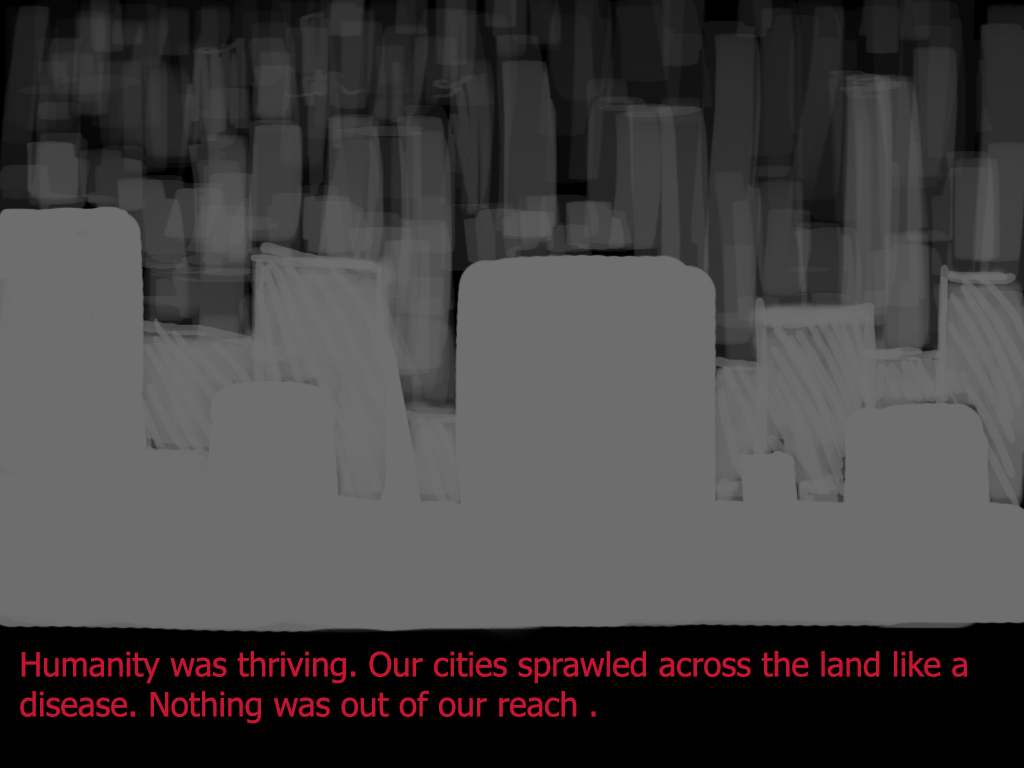 Humanity was thriving. Our cities sprawled across the land like a
disease. Nothing was out of our reach .